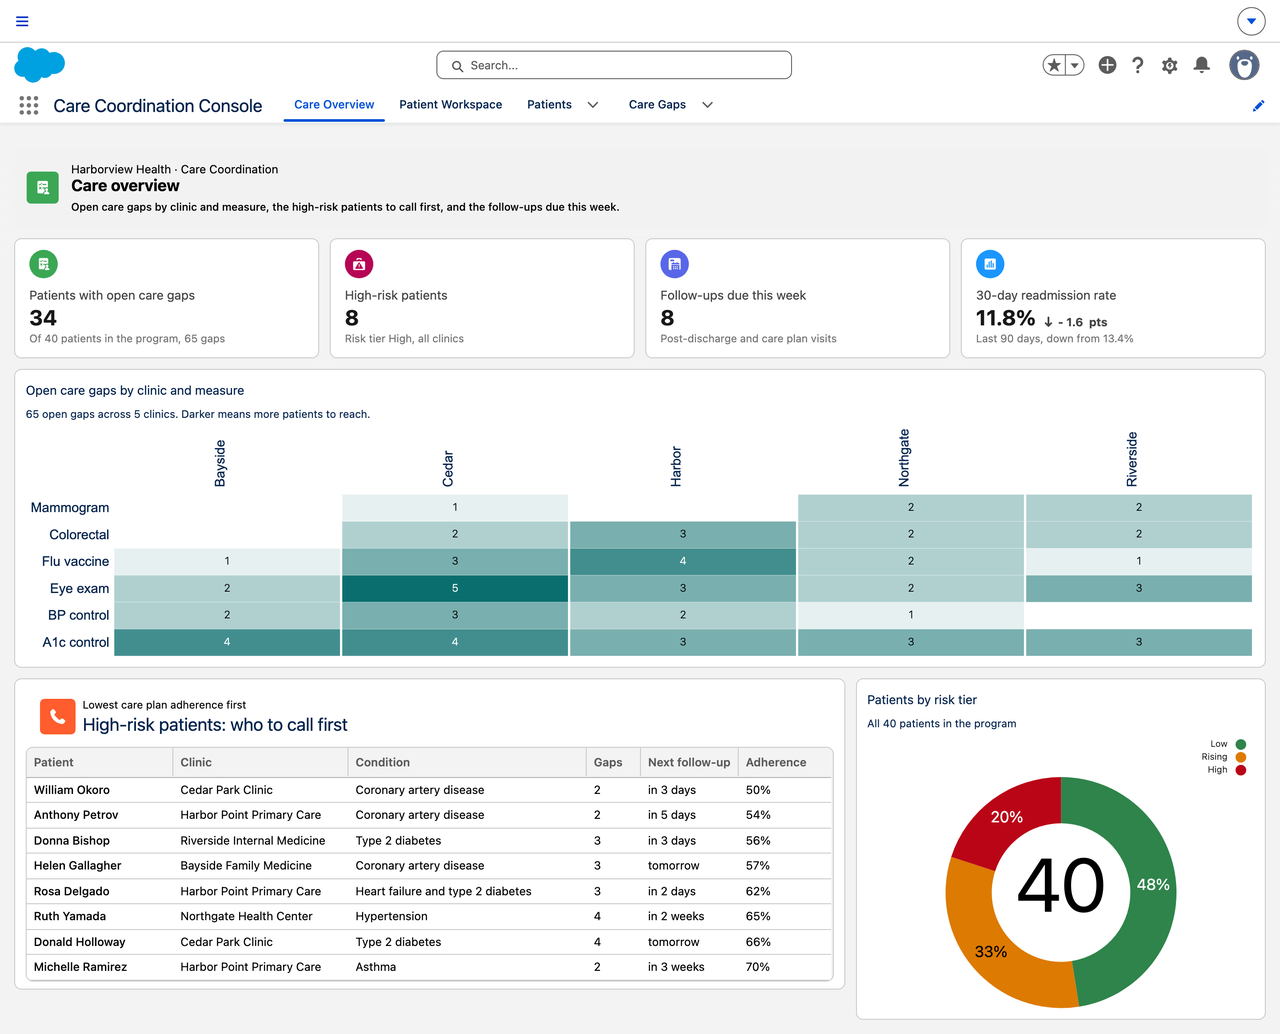 Search...
Care Coordination Console
Care Overview
Patient Workspace
Patients
Care Gaps
Harborview Health · Care Coordination
Care overview
Open care gaps by clinic and measure, the high-risk patients to call first, and the follow-ups due this week.
Patients with open care gaps
34
Of 40 patients in the program, 65 gaps
High-risk patients
8
Risk tier High, all clinics
Follow-ups due this week
8
Post-discharge and care plan visits
30-day readmission rate
11.8% ↓ - 1.6 pts
Last 90 days, down from 13.4%
Open care gaps by clinic and measure
65 open gaps across 5 clinics. Darker means more patients to reach.
Bayside Cedar Harbor Northgate Riverside
Mammogram 1 2 2
Colorectal 2 3 2 2
Flu vaccine 1 3 4 2 1
Eye exam 2 5 3 2 3
BP control 2 3 2 1
A1c control 4 4 3 3 3
Lowest care plan adherence first
High-risk patients: who to call first
Patient Clinic Condition Gaps Next follow-up Adherence
William Okoro Cedar Park Clinic Coronary artery disease 2 in 3 days 50%
Anthony Petrov Harbor Point Primary Care Coronary artery disease 2 in 5 days 54%
Donna Bishop Riverside Internal Medicine Type 2 diabetes 3 in 3 days 56%
Helen Gallagher Bayside Family Medicine Coronary artery disease 3 tomorrow 57%
Rosa Delgado Harbor Point Primary Care Heart failure and type 2 diabetes 3 in 2 days 62%
Ruth Yamada Northgate Health Center Hypertension 4 in 2 weeks 65%
Donald Holloway Cedar Park Clinic Type 2 diabetes 4 tomorrow 66%
Michelle Ramirez Harbor Point Primary Care Asthma 2 in 3 weeks 70%
Patients by risk tier
All 40 patients in the program
Low
Rising
High
20%
48%
33%
40